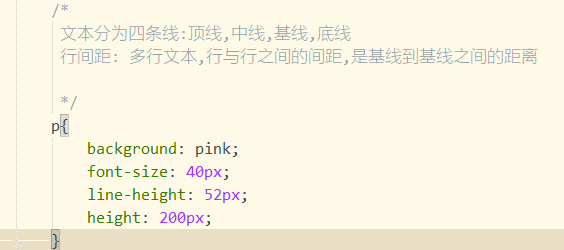 /*
文本分为四条线:顶线,中线,基线,底线
行间距: 多行文本,行与行之间的间距,是基线到基线之间的距离
*/
p{
background: pink;
font-size: 40px;
line-height: 52px;
height: 200px;
}